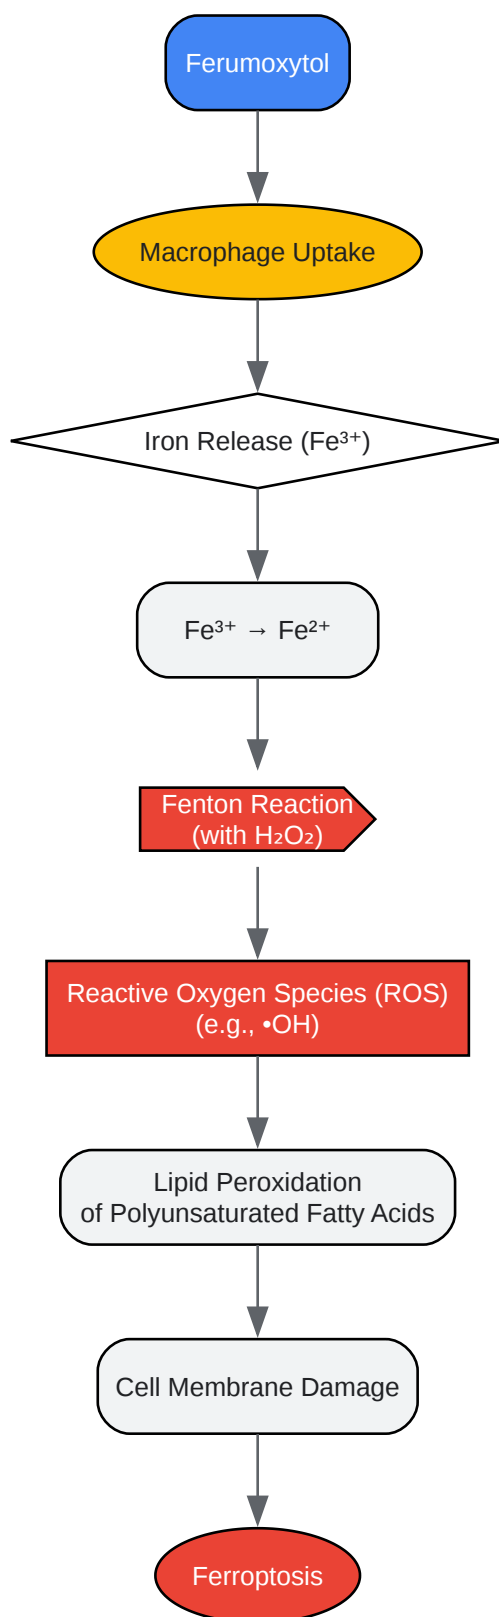 Ferumoxytol
Macrophage Uptake
Iron Release (Fe³⁺)
Fe³⁺ → Fe²⁺
Fenton Reaction
(with H₂O₂)
Reactive Oxygen Species (ROS)
(e.g., •OH)
Lipid Peroxidation
of Polyunsaturated Fatty Acids
Cell Membrane Damage
Ferroptosis